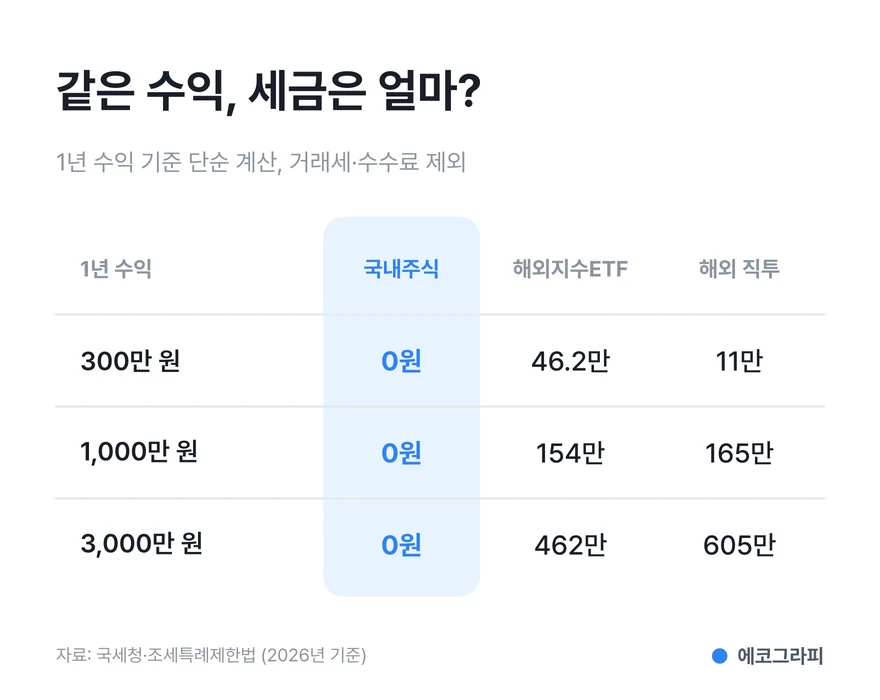 같은 수익, 세금은 얼마?
1년 수익 기준 단순 계산, 거래세·수수료 제외
1년 수익 국내주식 해외지수ETF 해외 직투
300만 원 0원 46.2만 11만
1,000만 원 0원 154만 165만
3,000만 원 0원 462만 605만
자료: 국세청·조세특례제한법 (2026년 기준) 에코그라피